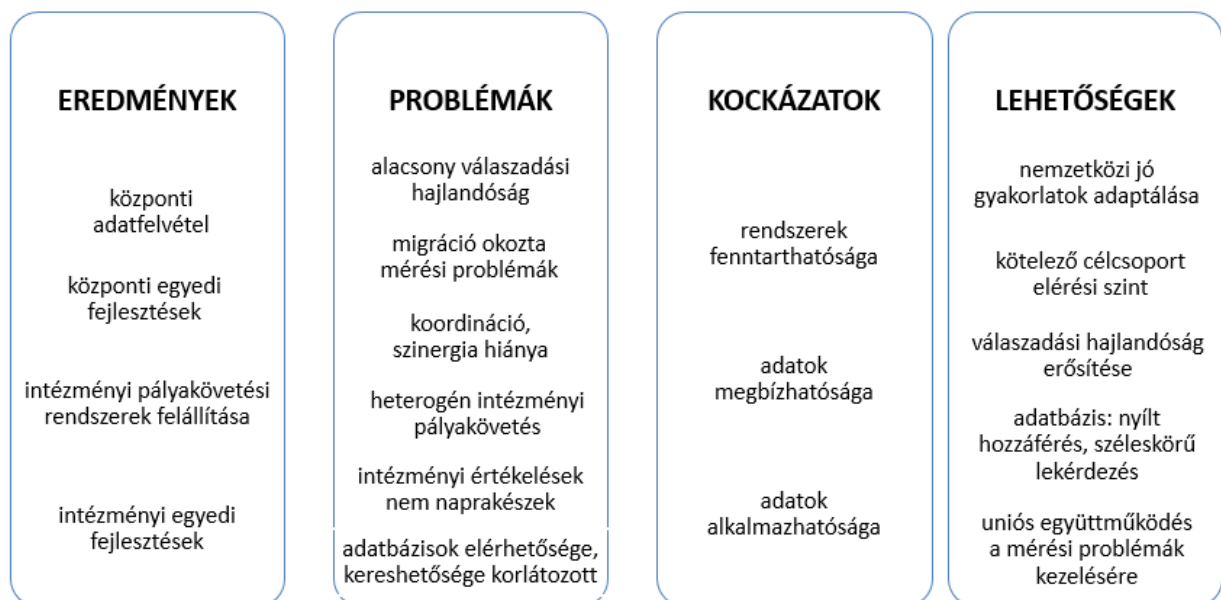 EREDMÉNYEK
központi
adatfelvétel
központi egyedi
fejlesztések
intézményi pályakövetési
rendszerek felállítása
intézményi egyedi
fejlesztések
PROBLÉMÁK
alacsony válaszadási
hajlandóság
migráció okozta
mérési problémák
koordináció,
szinergia hiánya
heterogén intézményi
pályakövetés
intézményi értékelések
nem naprakészek
adatbázisok elérhetősége,
kereshetősége korlátozott
KOCKÁZATOK
rendszerek
fenntarthatósága
adatok
megbízhatósága
adatok
alkalmazhatósága
LEHETŐSÉGEK
nemzetközi jó
gyakorlatok adaptálása
kötelező célcsoport
elérési szint
válaszadási hajlandóság
erősítése
adatbázis: nyílt
hozzáférés, széleskörű
lekérdezés
uniós együttműködés
a mérési problémák
kezelésére